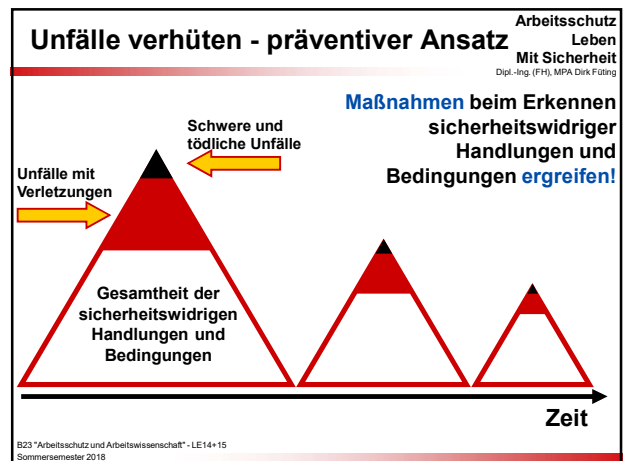 Unfälle verhüten - präventiver Ansatz
Arbeitsschutz
Leben
Mit Sicherheit
Dipl.-Ing. (FH), MPA Dirk Füting
Maßnahmen beim Erkennen
sicherheitswidriger
Handlungen und
Bedingungen ergreifen!
Schwere und
tödliche Unfälle
Unfälle mit
Verletzungen
Gesamtheit der
sicherheitswidrigen
Handlungen und
Bedingungen
Zeit
B23 "Arbeitsschutz und Arbeitswissenschaft" - LE14+15
Sommersemester 2018